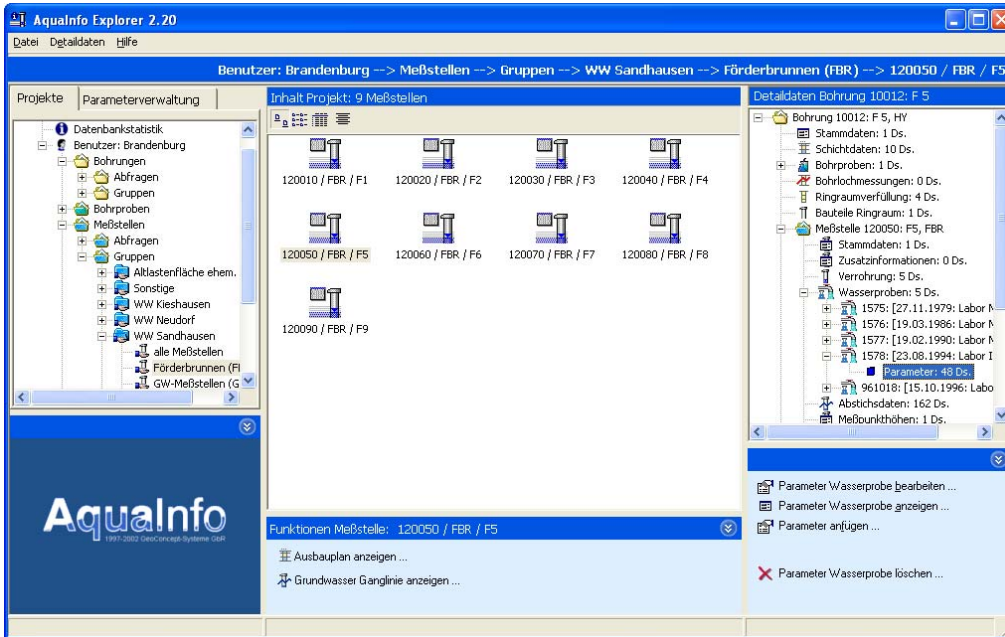 AquaInfo Explorer 2.20
Datei Detaildaten Hilfe
Benutzer: Brandenburg --> Meßstellen --> Gruppen --> WW Sandhausen --> Förderbrunnen (FBR) --> 120050 / FBR / F5
Projekte Parameterverwaltung
Datenbankstatistik
Benutzer: Brandenburg
Bohrungen
Abfragen
Gruppen
Bohrproben
Meßstellen
Abfragen
Gruppen
Altlastenfläche ehem.
Sonstige
WW Kieshausen
WW Neudorf
WW Sandhausen
alle Meßstellen
Förderbrunnen (F
GW-Meßstellen (G
AquaInfo
1997-2002 GeoConcept-Systeme GbR
Inhalt Projekt: 9 Meßstellen
120010 / FBR / F1 120020 / FBR / F2 120030 / FBR / F3 120040 / FBR / F4
120050 / FBR / F5 120060 / FBR / F6 120070 / FBR / F7 120080 / FBR / F8
120090 / FBR / F9
Funktionen Meßstelle: 120050 / FBR / F5
Ausbauplan anzeigen ...
Grundwasser Ganglinie anzeigen ...
Detaildaten Bohrung 10012: F 5
Bohrung 10012: F 5, HY
Stammdaten: 1 Ds.
Schichtdaten: 10 Ds.
Bohrproben: 1 Ds.
Bohrlochmessungen: 0 Ds.
Ringraumverfüllung: 4 Ds.
Bauteile Ringraum: 1 Ds.
Meßstelle 120050: F5, FBR
Stammdaten: 1 Ds.
Zusatzinformationen: 0 Ds.
Verrohrung: 5 Ds.
Wasserproben: 5 Ds.
1575: [27.11.1979: Labor M
1576: [19.03.1986: Labor M
1577: [19.02.1990: Labor M
1578: [23.08.1994: Labor I
Parameter: 48 Ds.
961018: [15.10.1996: Labo
Abstichsdaten: 162 Ds.
Meßpunkthöhen: 1 Ds.
Parameter Wasserprobe bearbeiten ...
Parameter Wasserprobe anzeigen ...
Parameter anfügen ...
Parameter Wasserprobe löschen ...